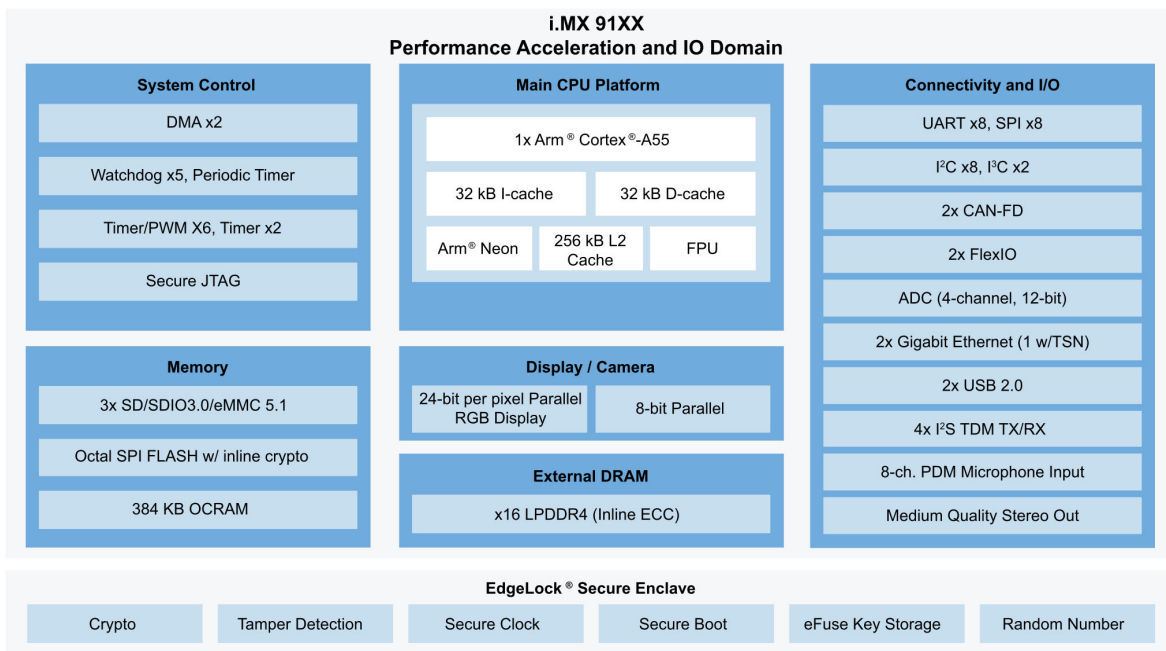 i.MX 91XX
Performance Acceleration and IO Domain
System Control
DMA x2
Watchdog x5, Periodic Timer
Timer/PWM X6, Timer x2
Secure JTAG
Memory
3x SD/SDIO3.0/eMMC 5.1
Octal SPI FLASH w/ inline crypto
384 KB OCRAM
Main CPU Platform
1x Arm® Cortex®-A55
32 kB I-cache
32 kB D-cache
Arm® Neon
256 kB L2
Cache
FPU
Display / Camera
24-bit per pixel Parallel
RGB Display
8-bit Parallel
External DRAM
x16 LPDDR4 (Inline ECC)
Connectivity and I/O
UART x8, SPI x8
I²C x8, I³C x2
2x CAN-FD
2x FlexIO
ADC (4-channel, 12-bit)
2x Gigabit Ethernet (1 w/TSN)
2x USB 2.0
4x I²S TDM TX/RX
8-ch. PDM Microphone Input
Medium Quality Stereo Out
EdgeLock® Secure Enclave
Crypto
Tamper Detection
Secure Clock
Secure Boot
eFuse Key Storage
Random Number